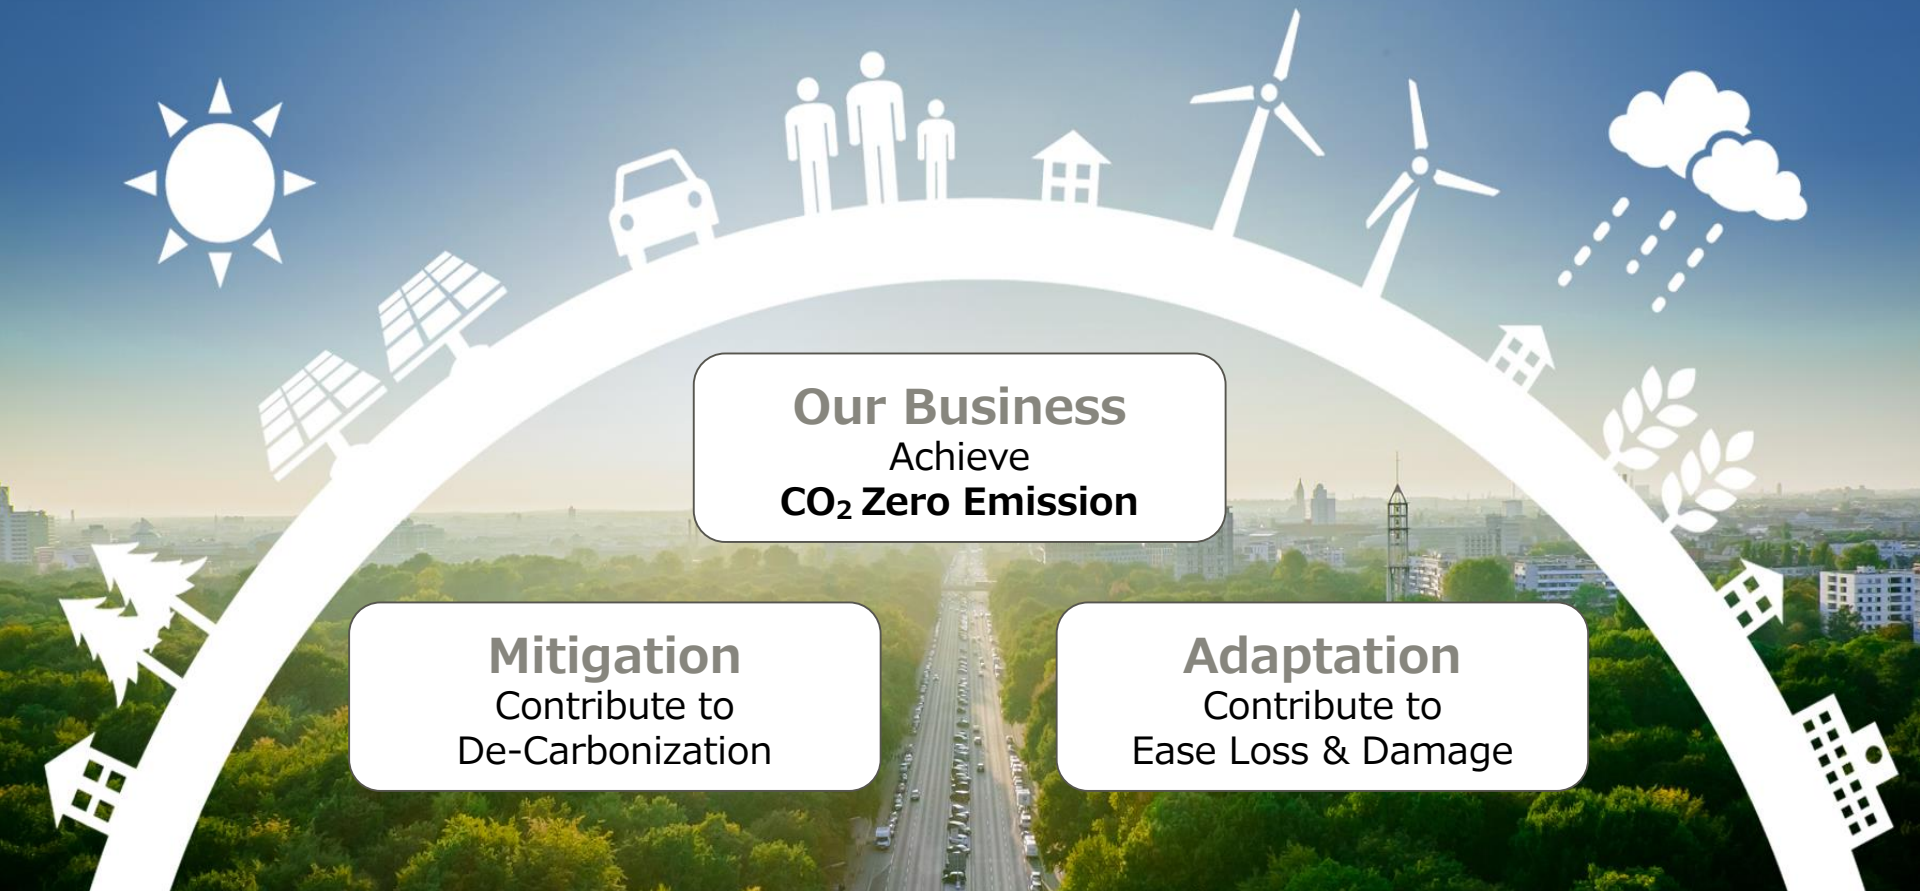 Our Business
Achieve
CO₂ Zero Emission
Mitigation
Contribute to
De-Carbonization
Adaptation
Contribute to
Ease Loss & Damage